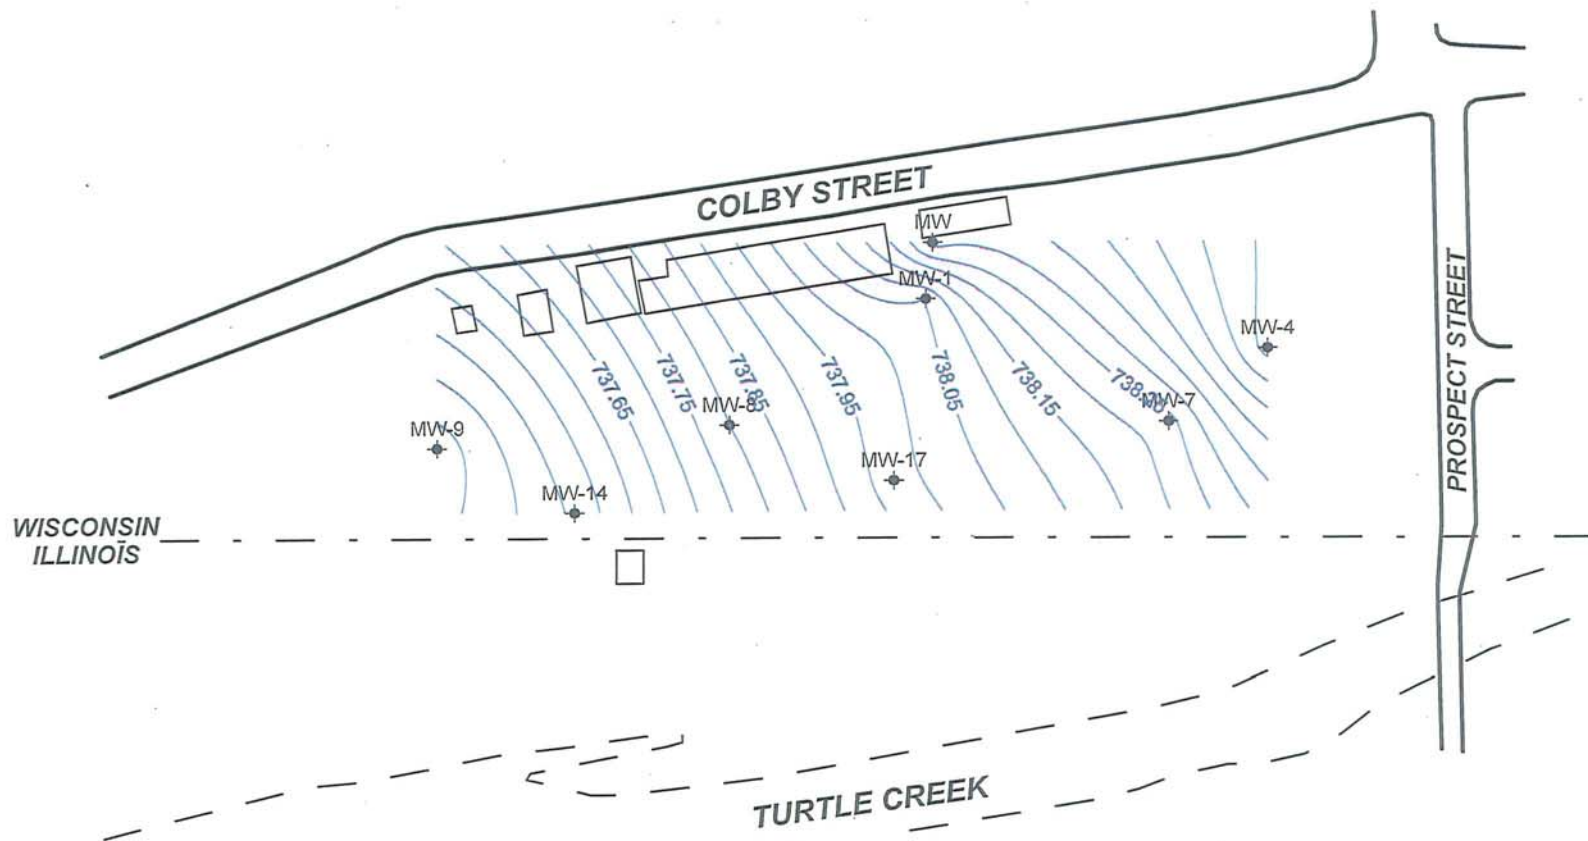 COLBY STREET
MW
MW-1
MW-4
PROSPECT STREET
737.65
737.75
737.85
737.95
738.05
738.15
MW-8
MW-7
MW-9
MW-17
MW-14
WISCONSIN
ILLINOIS
TURTLE CREEK